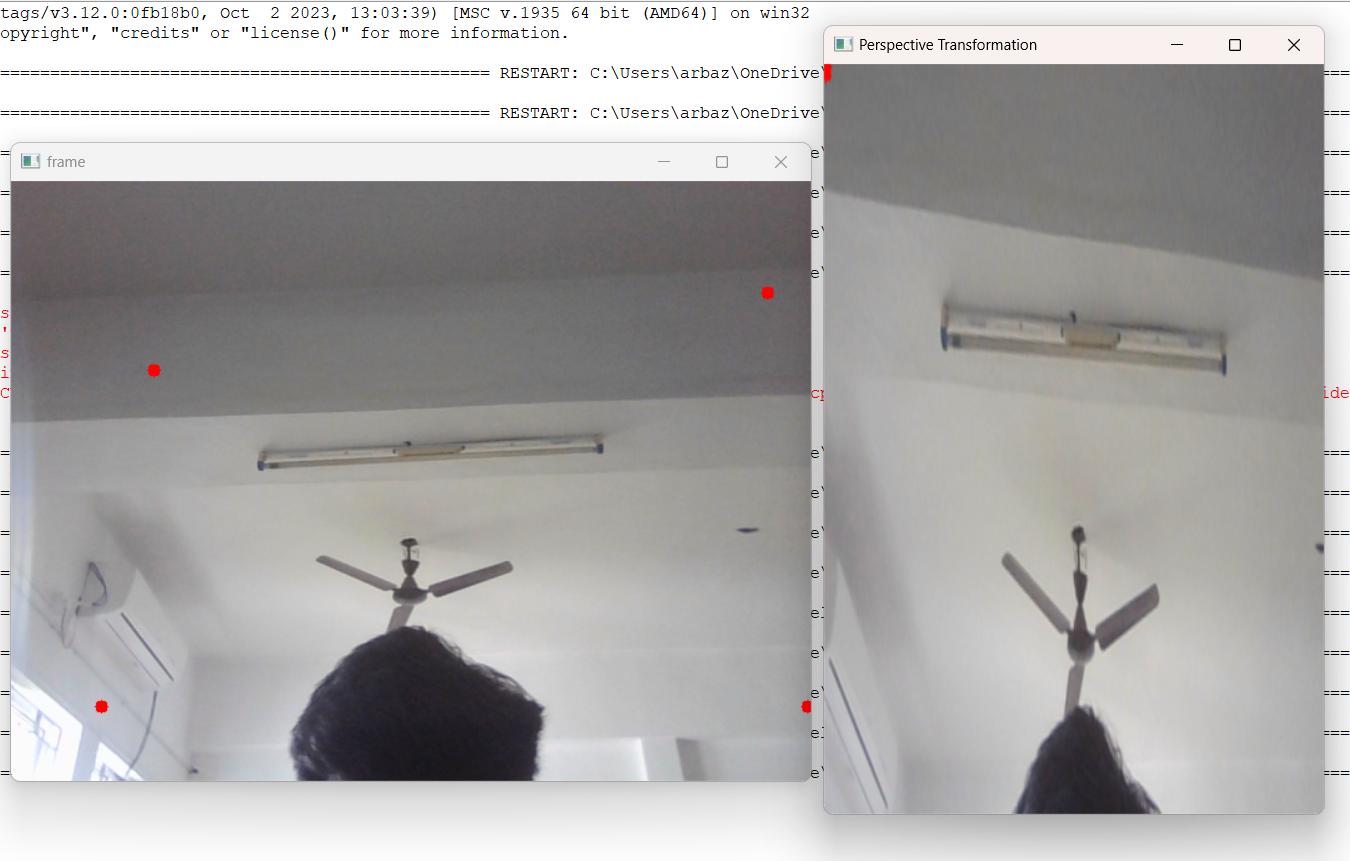 tags/v3.12.0:0fb18b0, Oct  2 2023, 13:03:39) [MSC v.1935 64 bit (AMD64)] on win32
opyright", "credits" or "license()" for more information.
Perspective Transformation
================================================= RESTART: C:\Users\arbaz\OneDrive\ ===
================================================= RESTART: C:\Users\arbaz\OneDrive\ ===
frame